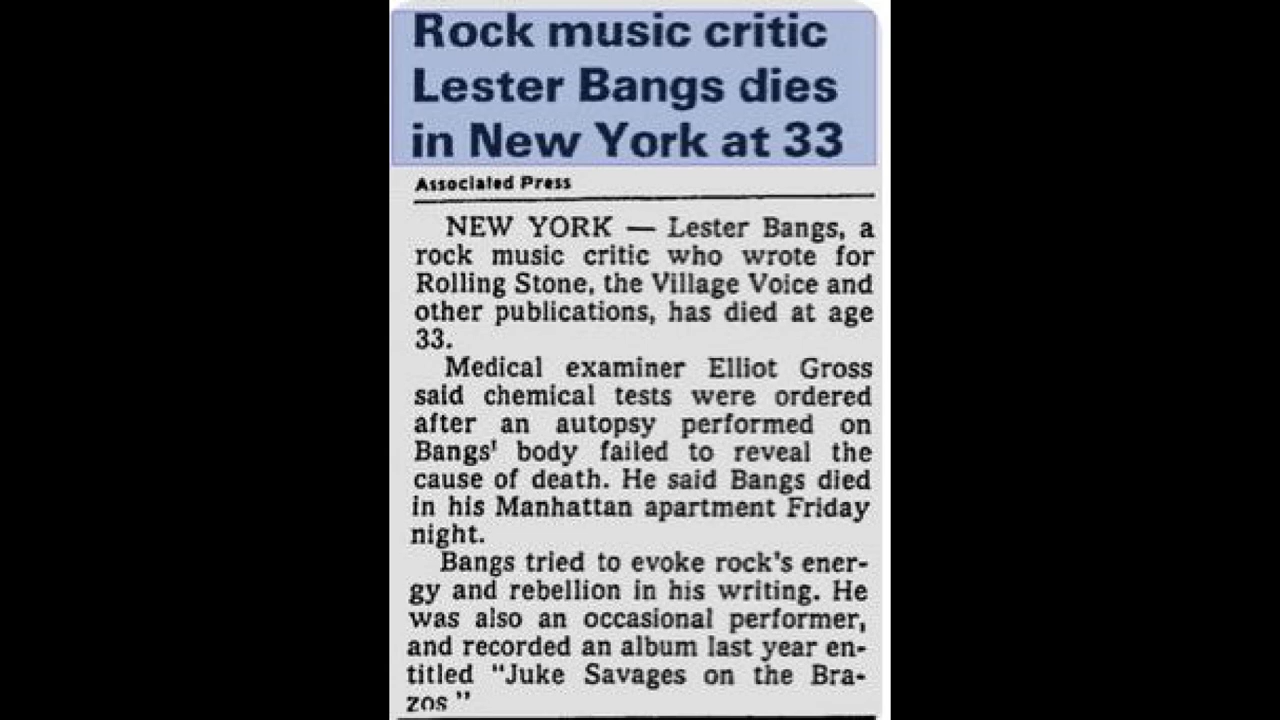 Rock music critic
Lester Bangs dies
in New York at 33
Associated Press
NEW YORK — Lester Bangs, a
rock music critic who wrote for
Rolling Stone, the Village Voice and
other publications, has died at age
33.
Medical examiner Elliot Gross
said chemical tests were ordered
after an autopsy performed on
Bangs' body failed to reveal the
cause of death. He said Bangs died
in his Manhattan apartment Friday
night.
Bangs tried to evoke rock's ener-
gy and rebellion in his writing. He
was also an occasional performer,
and recorded an album last year en-
titled "Juke Savages on the Bra-
zos"